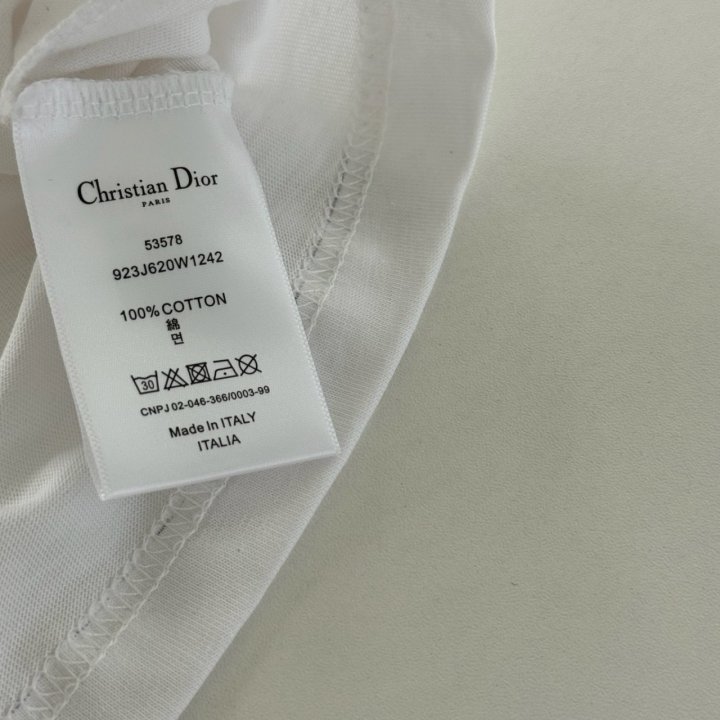 Christian Dior
PARIS
53578
923J620W1242
100% COTTON
綿
면
30
CNPJ 02-046-366/0003-99
Made In ITALY
ITALIA